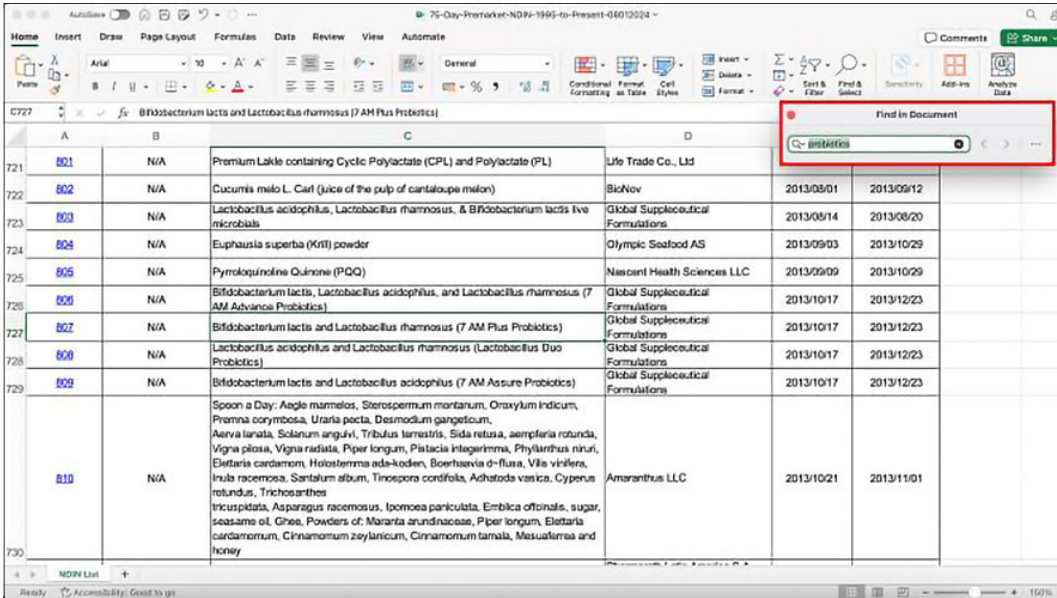 AutoSave
75-Day-Premarket-NDIN-1995-to-Present-08012024
Home Insert Draw Page Layout Formulas Data Review View Automate
Comments Share
Paste
Arial 10
B I U
General
Conditional Formatting
Format as Table
Cell Styles
Insert
Delete
Format
Sort & Filter
Find & Select
Sensitivity
Add-ins
Analyze Data
C727 fx Bifidobacterium lactis and Lactobacillus rhamnosus (7 AM Plus Probiotics)
Find in Document
probiotics
A B C D
721 801 N/A Premium Lakle containing Cyclic Polylactate (CPL) and Polylactate (PL) Life Trade Co., Ltd
722 802 N/A Cucumis melo L. Carl (juice of the pulp of cantaloupe melon) BioNov 2013/08/01 2013/09/12
723 803 N/A Lactobacillus acidophilus, Lactobacillus rhamnosus, & Bifidobacterium lactis live
microbials Global Suppleceutical
Formulations 2013/08/14 2013/08/20
724 804 N/A Euphausia superba (Krill) powder Olympic Seafood AS 2013/09/03 2013/10/29
725 805 N/A Pyrroloquinoline Quinone (PQQ) Nascent Health Sciences LLC 2013/09/09 2013/10/29
726 806 N/A Bifidobacterium lactis, Lactobacillus acidophilus, and Lactobacillus rhamnosus (7
AM Advance Probiotics) Global Suppleceutical
Formulations 2013/10/17 2013/12/23
727 807 N/A Bifidobacterium lactis and Lactobacillus rhamnosus (7 AM Plus Probiotics) Global Suppleceutical
Formulations 2013/10/17 2013/12/23
728 808 N/A Lactobacillus acidophilus and Lactobacillus rhamnosus (Lactobacillus Duo
Probiotics) Global Suppleceutical
Formulations 2013/10/17 2013/12/23
729 809 N/A Bifidobacterium lactis and Lactobacillus acidophilus (7 AM Assure Probiotics) Global Suppleceutical
Formulations 2013/10/17 2013/12/23
730 810 N/A Spoon a Day: Aegle marmelos, Sterospermum montanum, Oroxylum indicum,
Premna corymbosa, Uraria pecta, Desmodium gangeticum,
Aerva lanata, Solanum anguivi, Tribulus terrestris, Sida retusa, aempferia rotunda,
Vigna pilosa, Vigna radiata, Piper longum, Pistacia integerimma, Phyllanthus niruri,
Elettaria cardamom, Holostemma ada-kodien, Boerhaavia d~flusa, Vilis vinifera,
Inula racemosa, Santalum album, Tinospora cordifolia, Adhatoda vasica, Cyperus
rotundus, Trichosanthes
tricuspidata, Asparagus racemosus, Ipomoea paniculata, Emblica officinalis, sugar,
seasame oil, Ghee, Powders of: Maranta arundinaceae, Piper longum, Elettaria
cardamomum, Cinnamomum zeylanicum, Cinnamomum tamala, Mesuaferrea and
honey
Amaranthus LLC 2013/10/21 2013/11/01
NDIN List
Ready Accessibility: Good to go 100%